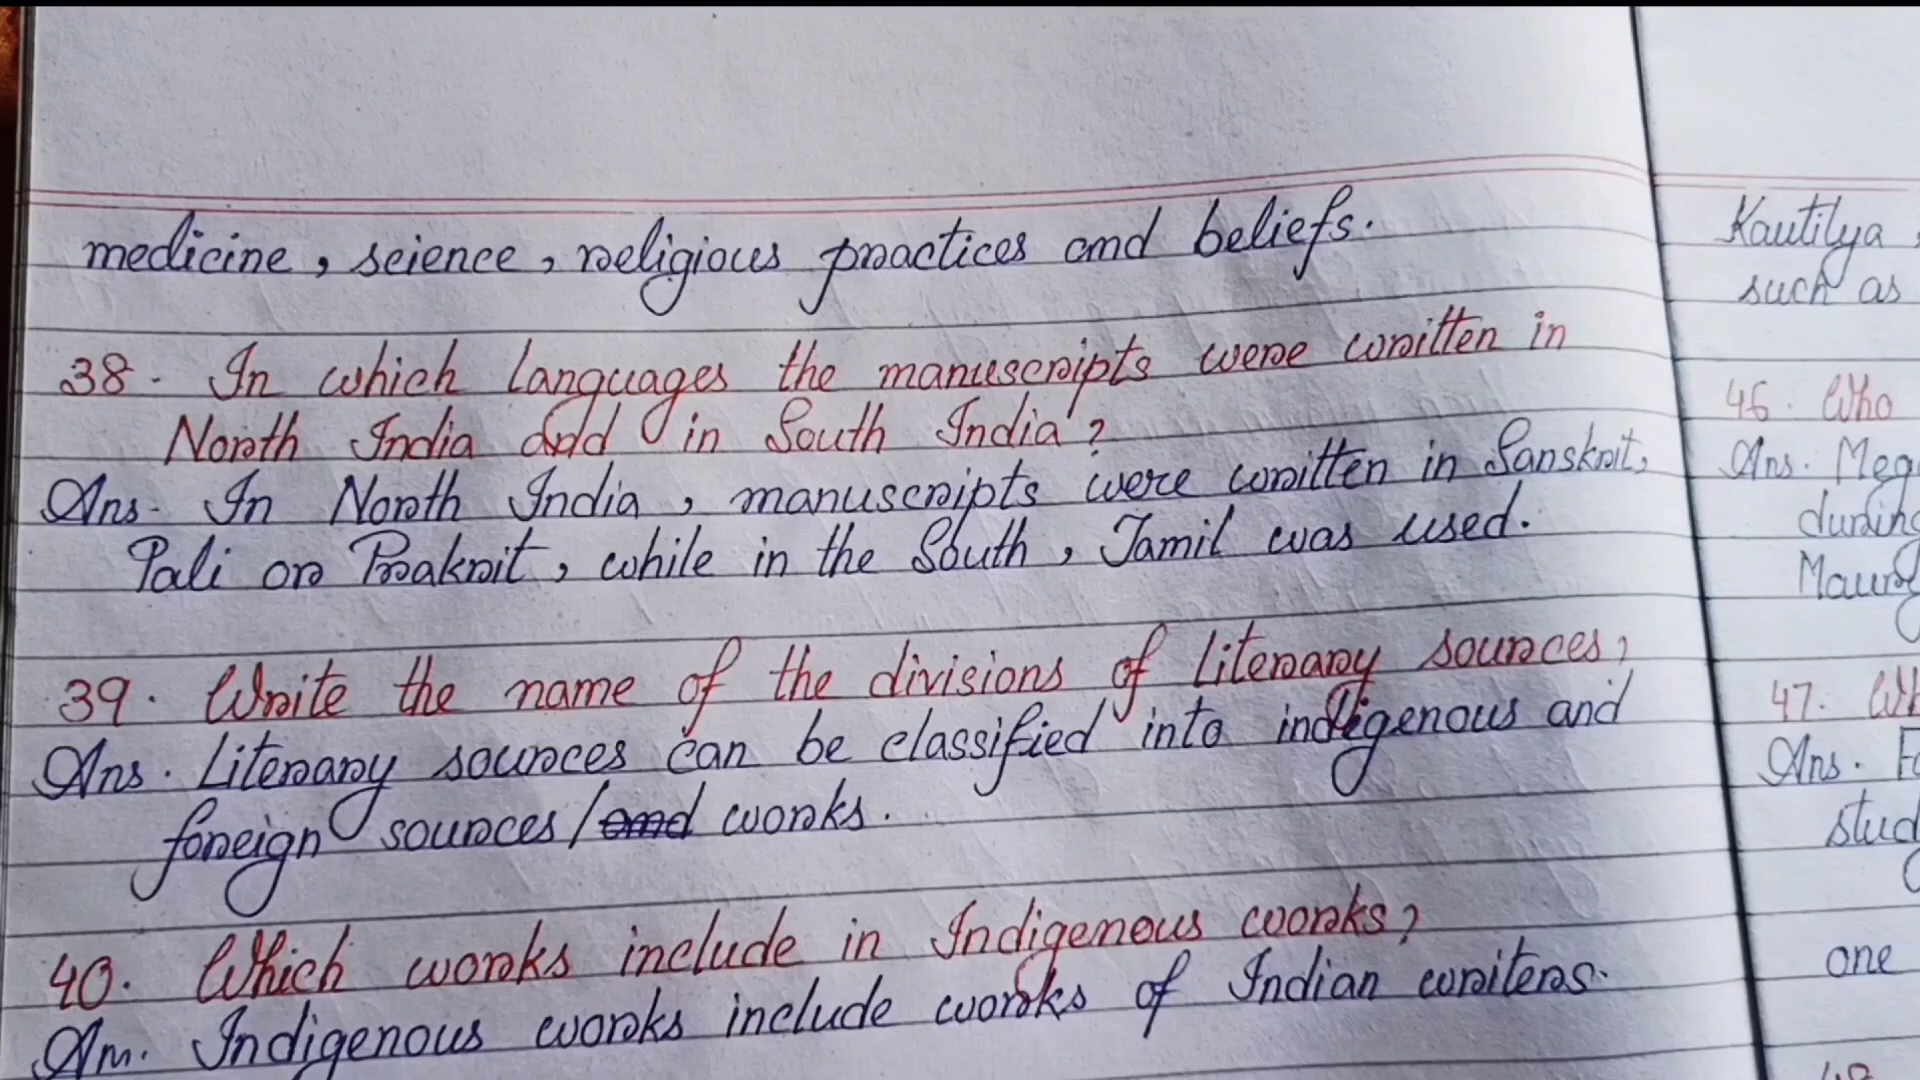 medicine, science, religious practices and beliefs.
38. In which languages the manuscripts were written in
North India and in South India?
Ans. In North India, manuscripts were written in Sanskrit,
Pali or Prakrit, while in the South, Tamil was used.
39. Write the name of the divisions of literary sources?
Ans. Literary sources can be classified into indigenous and
foreign sources/and works.
40. Which works include in Indigenous works?
Ans. Indigenous works include works of Indian writers.
Kautilya
such as
46. Who
Ans.
47.
Ans.
one